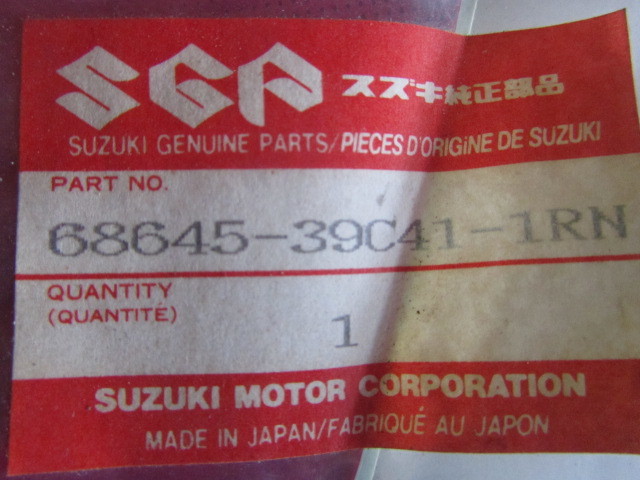 SGP スズキ純正部品
SUZUKI GENUINE PARTS/PIECES D'ORIGiNE DE SUZUKI
PART NO.
68645-39C41-1RN
QUANTITY
(QUANTITÉ)
1
SUZUKI MOTOR CORPORATION
MADE IN JAPAN/FABRIQUÉ AU JAPON